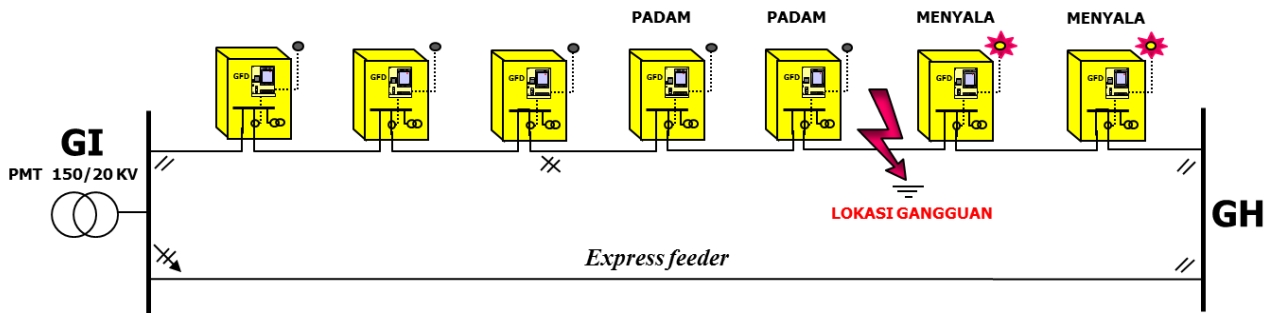 PADAM PADAM MENYALA MENYALA
GFD GFD GFD GFD GFD GFD GFD
GI
PMT 150/20 KV
LOKASI GANGGUAN
GH
Express feeder